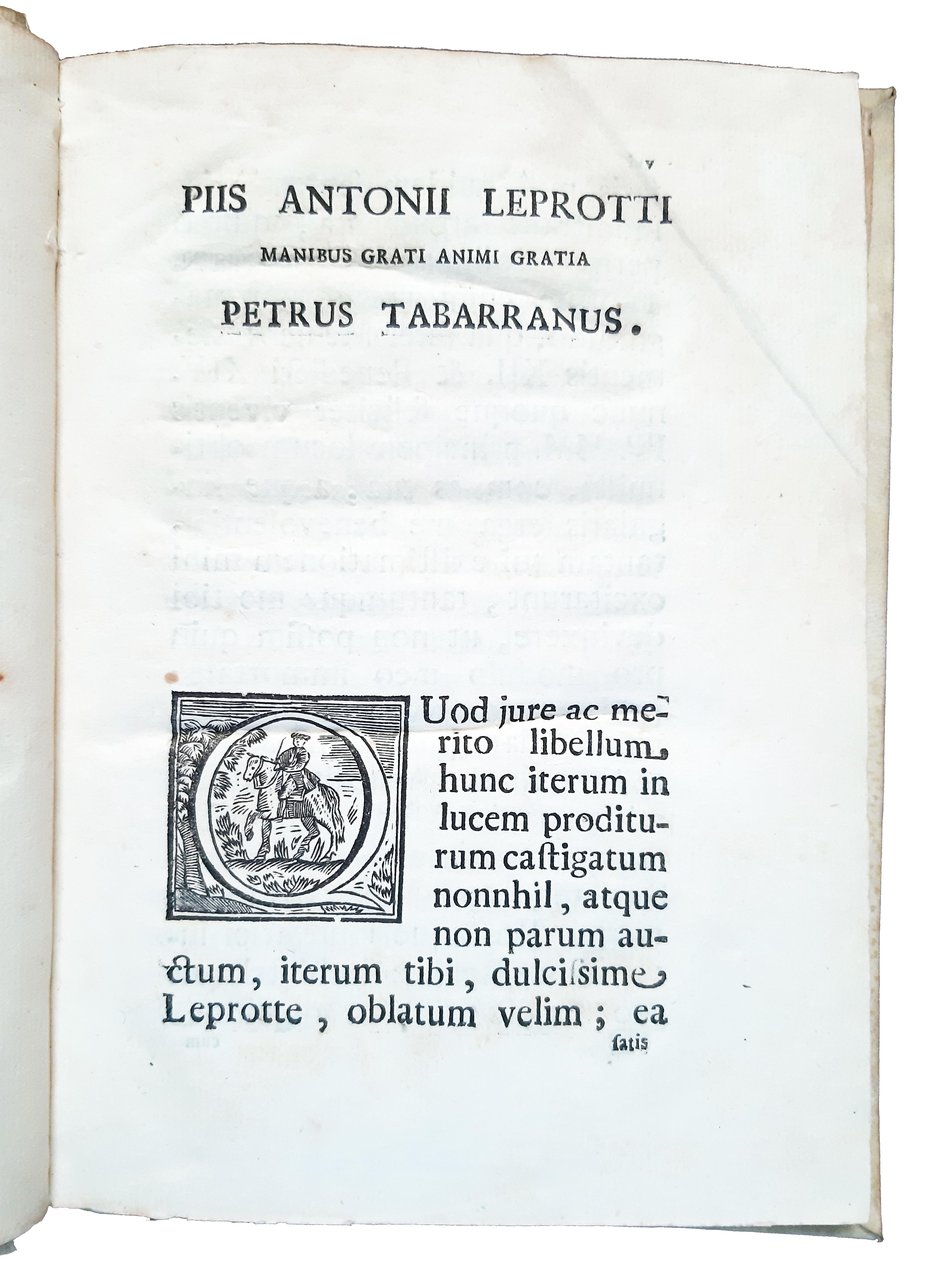 v
PIIS ANTONII LEPROTTI
MANIBUS GRATI ANIMI GRATIA
PETRUS TABARRANUS.
QUod jure ac me-
rito libellum
hunc iterum in
lucem proditu-
rum caſtigatum
nonnhil, atque
non parum au-
ctum, iterum tibi, dulciſsime
Leprotte, oblatum velim; ea
ſatis